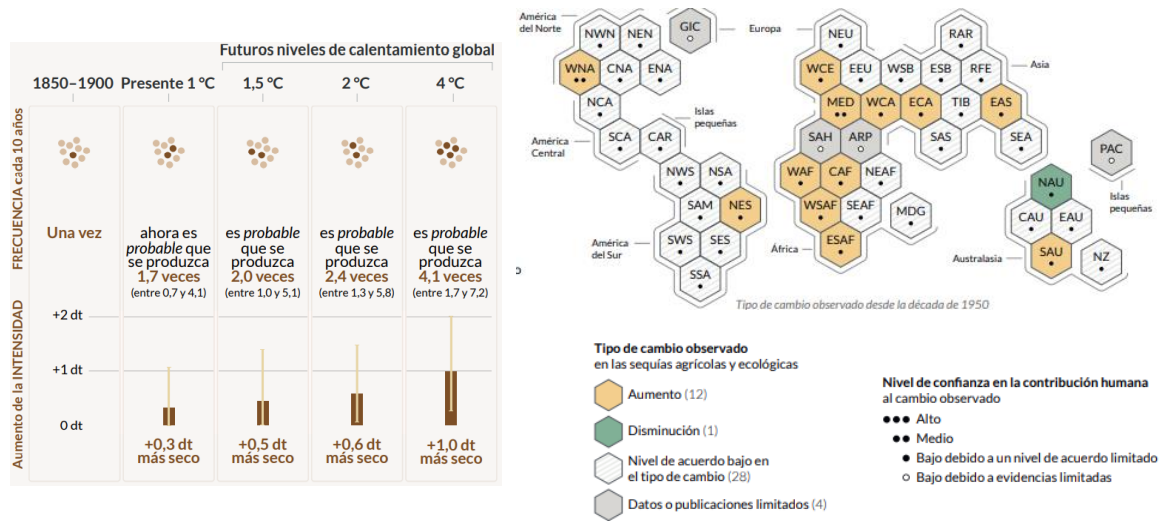 Futuros niveles de calentamiento global
1850–1900 Presente 1 °C 1,5 °C 2 °C 4 °C
FRECUENCIA cada 10 años
Una vez
ahora es
probable que
se produzca
1,7 veces
(entre 0,7 y 4,1)
es probable
que se
produzca
2,0 veces
(entre 1,0 y 5,1)
es probable
que se
produzca
2,4 veces
(entre 1,3 y 5,8)
es probable
que se
produzca
4,1 veces
(entre 1,7 y 7,2)
Aumento de la INTENSIDAD
+2 dt
+1 dt
0 dt
+0,3 dt
más seco
+0,5 dt
más seco
+0,6 dt
más seco
+1,0 dt
más seco
América
del Norte
NWN NEN GIC
WNA CNA ENA
NCA
Islas
pequeñas
América
Central
SCA CAR
NWS NSA
SAM NES
América
del Sur
SWS SES
SSA
Europa
NEU RAR
WCE EEU WSB ESB RFE
Asia
MED WCA ECA TIB EAS
SAH ARP SAS SEA
WAF CAF NEAF
WSAF SEAF MDG
África
ESAF
PAC
Islas
pequeñas
NAU
CAU EAU
Australasia
SAU NZ
Tipo de cambio observado desde la década de 1950
Tipo de cambio observado
en las sequías agrícolas y ecológicas
Aumento (12)
Disminución (1)
Nivel de acuerdo bajo en
el tipo de cambio (28)
Datos o publicaciones limitados (4)
Nivel de confianza en la contribución humana
al cambio observado
Alto
Medio
Bajo debido a un nivel de acuerdo limitado
Bajo debido a evidencias limitadas